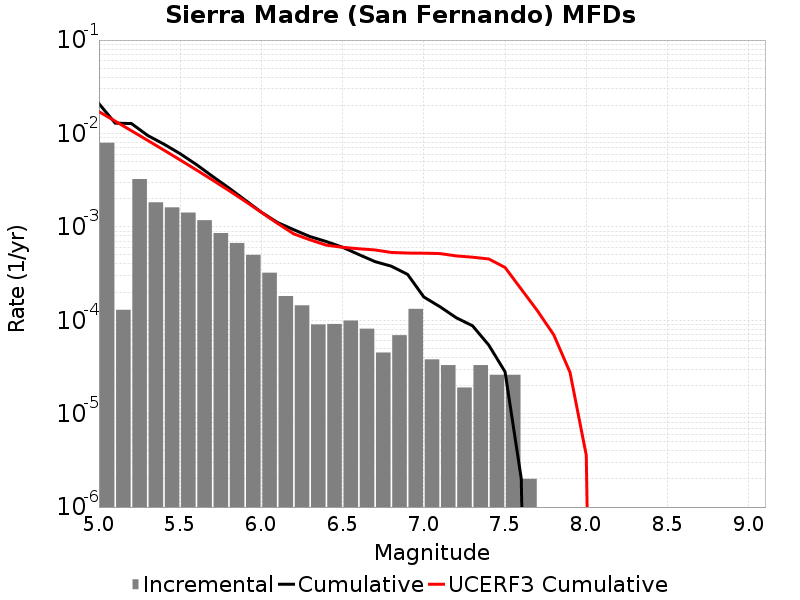 Sierra Madre (San Fernando) MFDs
10^-1
10^-2
10^-3
10^-4
10^-5
10^-6
Rate (1/yr)
5.0 5.5 6.0 6.5 7.0 7.5 8.0 8.5 9.0
Magnitude
Incremental Cumulative UCERF3 Cumulative